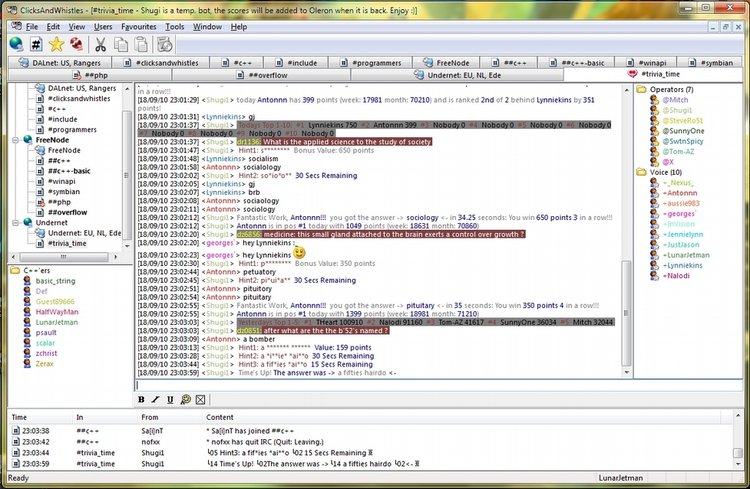 ClicksAndWhistles - [#trivia_time - Shugi is a temp. bot, the scores will be added to Oleron when it is back. Enjoy :)]
File Edit View Users Favourites Tools Window Help
DALnet: US, Rangers #clicksandwhistles #c++ #include #programmers FreeNode ##c++ ##c++-basic #winapi #symbian
##php ##overflow Undernet: EU, NL, Ede #trivia_time
DALnet: US, Rangers
#clicksandwhistles
#c++
#include
#programmers
FreeNode
FreeNode
##c++
##c++-basic
#winapi
#symbian
##php
##overflow
Undernet
Undernet: EU, NL, Ede
#trivia_time
C++'ers
basic_string
Def
Guest89666
HalfWayMan
LunarJetman
psault
scalar
zchrist
Zerax
in a row!!!
[18/09/10 23:01:29] <Shugi1> today Antonnn has 399 points (week: 17981 month: 70210) and is ranked 2nd of 2 behind Lynniekins by 351 points!
[18/09/10 23:01:31] <Lynniekins> gj
[18/09/10 23:01:37] <Shugi1> Todays Top 1-10: #1 Lynniekins 750 #2 Antonnn 399 #3 Nobody 0 #4 Nobody 0 #5 Nobody 0 #6 Nobody 0
#7 Nobody 0 #8 Nobody 0 #9 Nobody 0 #10 Nobody 0
[18/09/10 23:01:37] <Shugi1> dr1136: What is the applied science to the study of society
[18/09/10 23:01:47] <Shugi1> Hint1: s******** Bonus Value: 650 points
[18/09/10 23:01:48] <Lynniekins> socialism
[18/09/10 23:01:58] <Antonnn> socialology
[18/09/10 23:02:02] <Shugi1> Hint2: so*io*o** 30 Secs Remaining
[18/09/10 23:02:05] <Lynniekins> gj
[18/09/10 23:02:07] <Lynniekins> brb
[18/09/10 23:02:08] <Antonnn> sociaology
[18/09/10 23:02:12] <Antonnn> sociology
[18/09/10 23:02:12] <Shugi1> Fantastic Work, Antonnn!!! you got the answer -> sociology <- in 34.25 seconds: You win 650 points 3 in a row!!!
[18/09/10 23:02:12] <Shugi1> Antonnn is in pos #1 today with 1049 points (week: 18631 month: 70860)
[18/09/10 23:02:20] <Shugi1> dz6856: medicine: this small gland attached to the brain exerts a control over growth ?
[18/09/10 23:02:20] <georges`> hey Lynniekins :_
[18/09/10 23:02:23] <georges`> hey Lynniekins
[18/09/10 23:02:30] <Shugi1> Hint1: p******** Bonus Value: 350 points
[18/09/10 23:02:44] <Antonnn> petuatory
[18/09/10 23:02:45] <Shugi1> Hint2: pi*ui*a** 30 Secs Remaining
[18/09/10 23:02:51] <Antonnn> pituitory
[18/09/10 23:02:54] <Antonnn> pituitary
[18/09/10 23:02:55] <Shugi1> Fantastic Work, Antonnn!!! you got the answer -> pituitary <- in 35 seconds: You win 350 points 4 in a row!!!
[18/09/10 23:02:55] <Shugi1> Antonnn is in pos #1 today with 1399 points (week: 18981 month: 71210)
[18/09/10 23:03:03] <Shugi1> Yesterdays Top 1-5: #1 THeart 100910 #2 Nalodi 91160 #3 Tom-AZ 41617 #4 SunnyOne 36034 #5 Mitch 32044
[18/09/10 23:03:03] <Shugi1> dz0851: after what are the the b'52's named ?
[18/09/10 23:03:09] <Antonnn> a bomber
[18/09/10 23:03:13] <Shugi1> Hint1: a ******* ****** Value: 159 points
[18/09/10 23:03:28] <Shugi1> Hint2: a *i**ie* *ai**o 30 Secs Remaining
[18/09/10 23:03:44] <Shugi1> Hint3: a fif*ies *ai**o 15 Secs Remaining
[18/09/10 23:03:59] <Shugi1> Time's Up! The answer was -> a fifties hairdo <-
Operators (7)
@Mitch
@Shugi1
@SteveRo51
@SunnyOne
@SwtnSpicy
@Tom-AZ
@X
Voice (10)
+_Nexus_
+Antonnn
+aussie983
+georges`
+Invision
+Jennielynn
+JustJason
+LunarJetman
+Lynniekins
+Nalodi
B I U
Time In From Content
23:03:38 ##c++ Sa[i]nT * Sa[i]nT has joined ##c++
23:03:42 ##c++ nofxx * nofxx has quit IRC (Quit: Leaving.)
23:03:44 #trivia_time Shugi1 05 Hint3: a fif*ies *ai**o 02 15 Secs Remaining
23:03:59 #trivia_time Shugi1 14 Time's Up! 02The answer was -> 14 a fifties hairdo 02<-
Ready LunarJetman